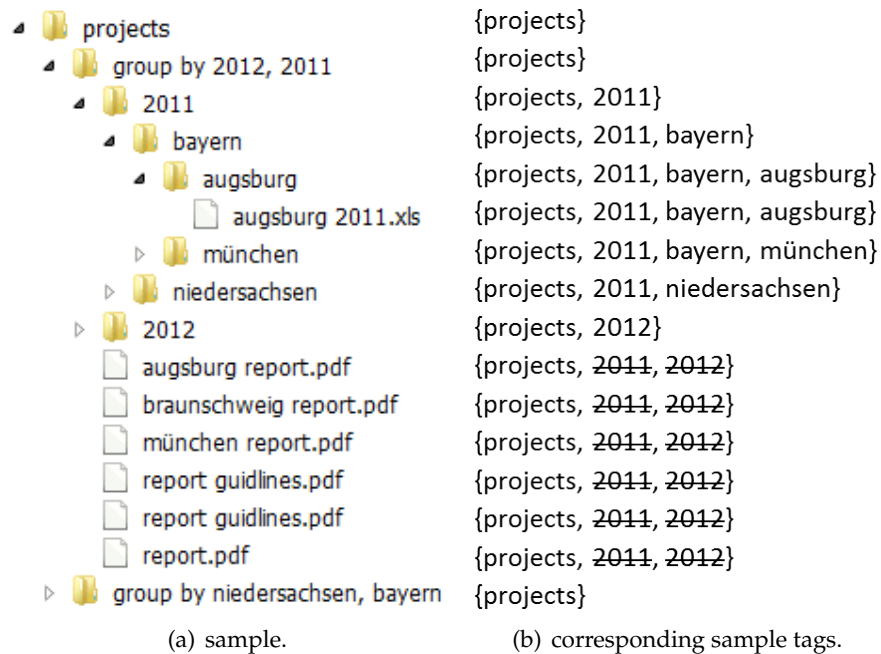 projects {projects}
group by 2012, 2011 {projects}
2011 {projects, 2011}
bayern {projects, 2011, bayern}
augsburg {projects, 2011, bayern, augsburg}
augsburg 2011.xls {projects, 2011, bayern, augsburg}
münchen {projects, 2011, bayern, münchen}
niedersachsen {projects, 2011, niedersachsen}
2012 {projects, 2012}
augsburg report.pdf {projects, 2011, 2012}
braunschweig report.pdf {projects, 2011, 2012}
münchen report.pdf {projects, 2011, 2012}
report guidlines.pdf {projects, 2011, 2012}
report guidlines.pdf {projects, 2011, 2012}
report.pdf {projects, 2011, 2012}
group by niedersachsen, bayern {projects}
(a) sample. (b) corresponding sample tags.